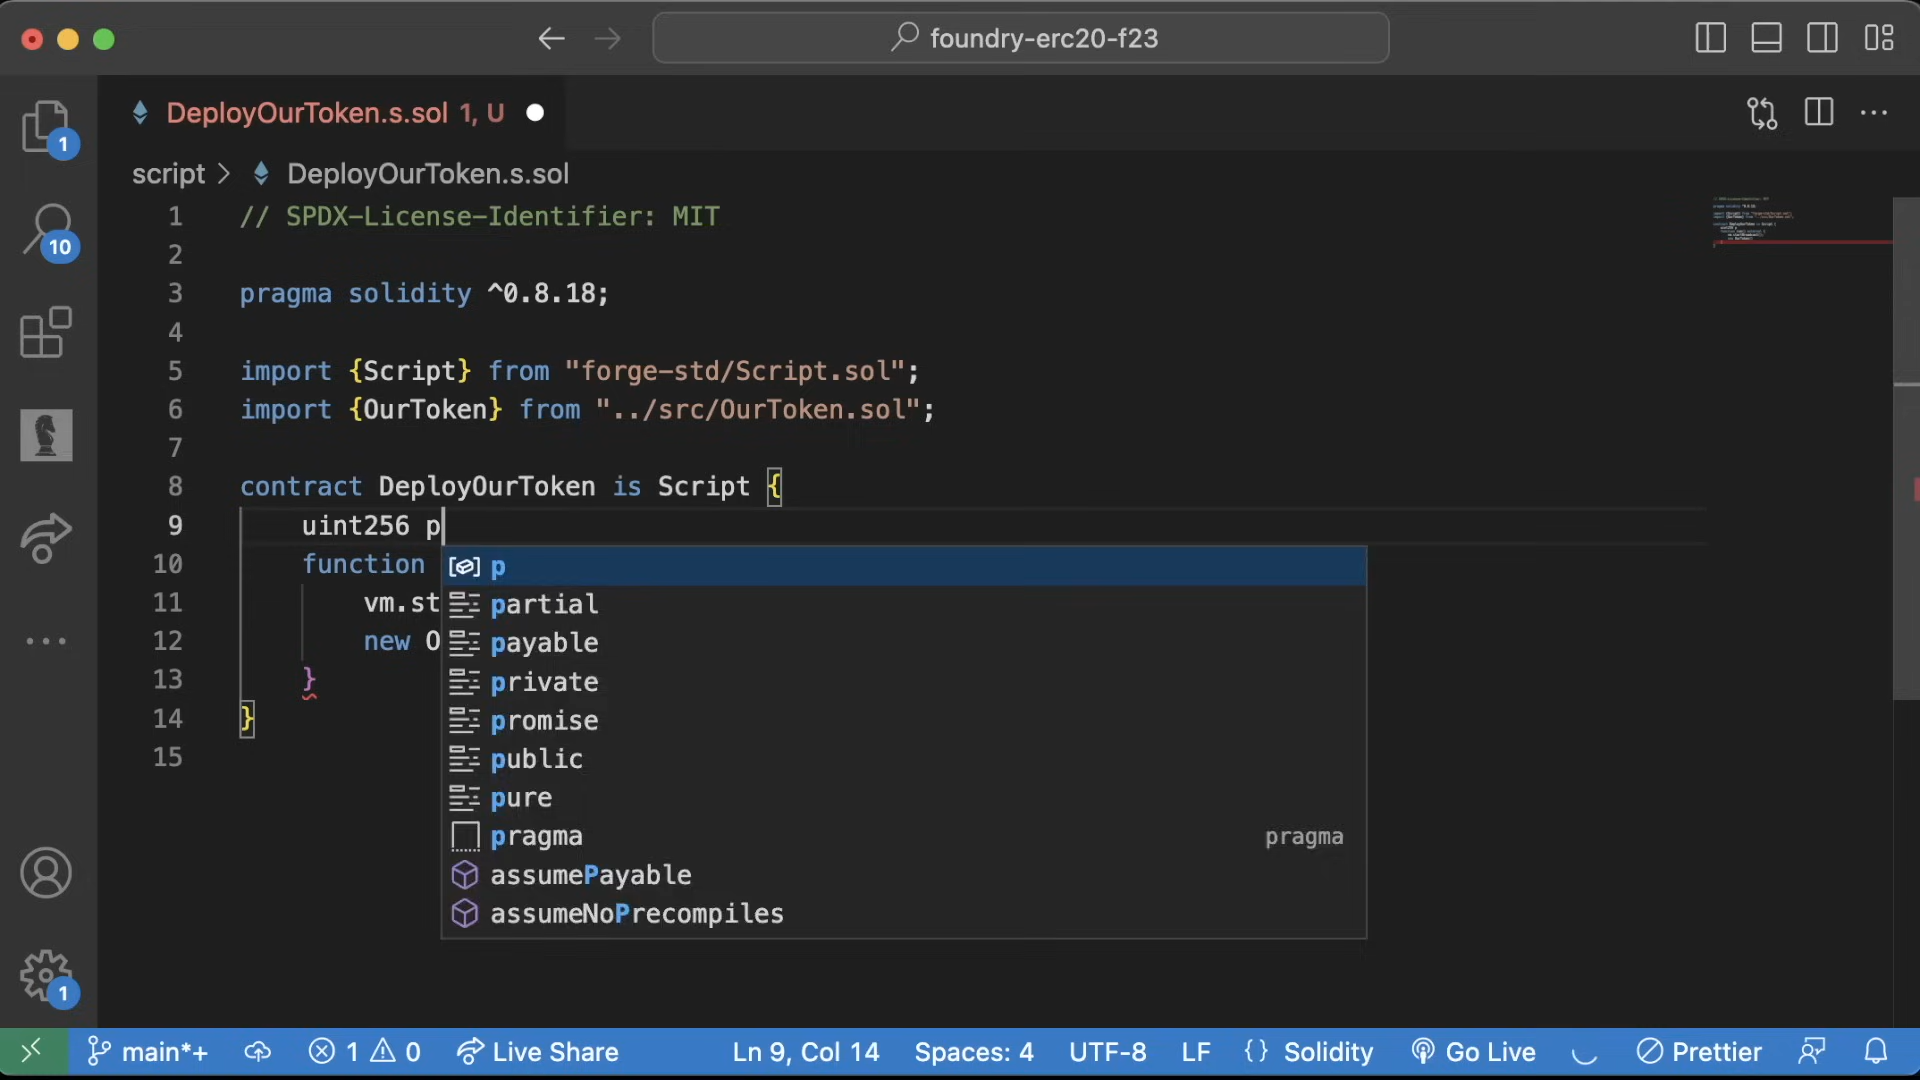 foundry-erc20-f23
DeployOurToken.s.sol 1, U
script > DeployOurToken.s.sol
1 // SPDX-License-Identifier: MIT
2
3 pragma solidity ^0.8.18;
4
5 import {Script} from "forge-std/Script.sol";
6 import {OurToken} from "../src/OurToken.sol";
7
8 contract DeployOurToken is Script {
9 uint256 p
10 function
11 vm.st
12 new O
13 }
14 }
15
p
partial
payable
private
promise
public
pure
pragma pragma
assumePayable
assumeNoPrecompiles
1
10
1
main*+ 1 0 Live Share Ln 9, Col 14 Spaces: 4 UTF-8 LF {} Solidity Go Live Prettier